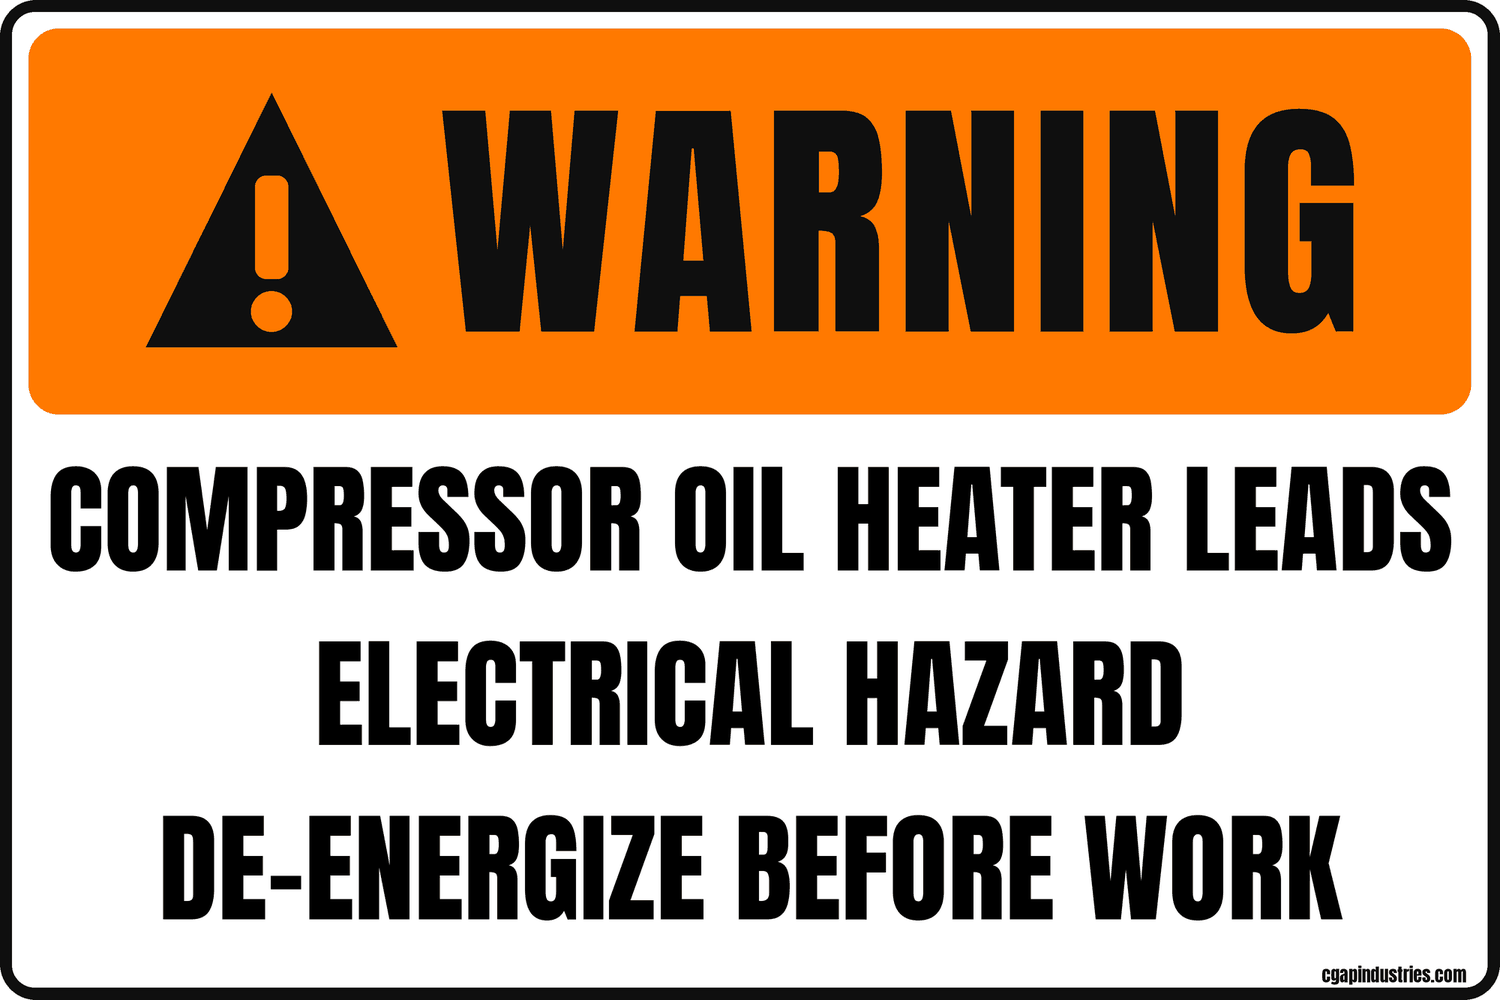 WARNING
COMPRESSOR OIL HEATER LEADS
ELECTRICAL HAZARD
DE-ENERGIZE BEFORE WORK
cgapindustries.com